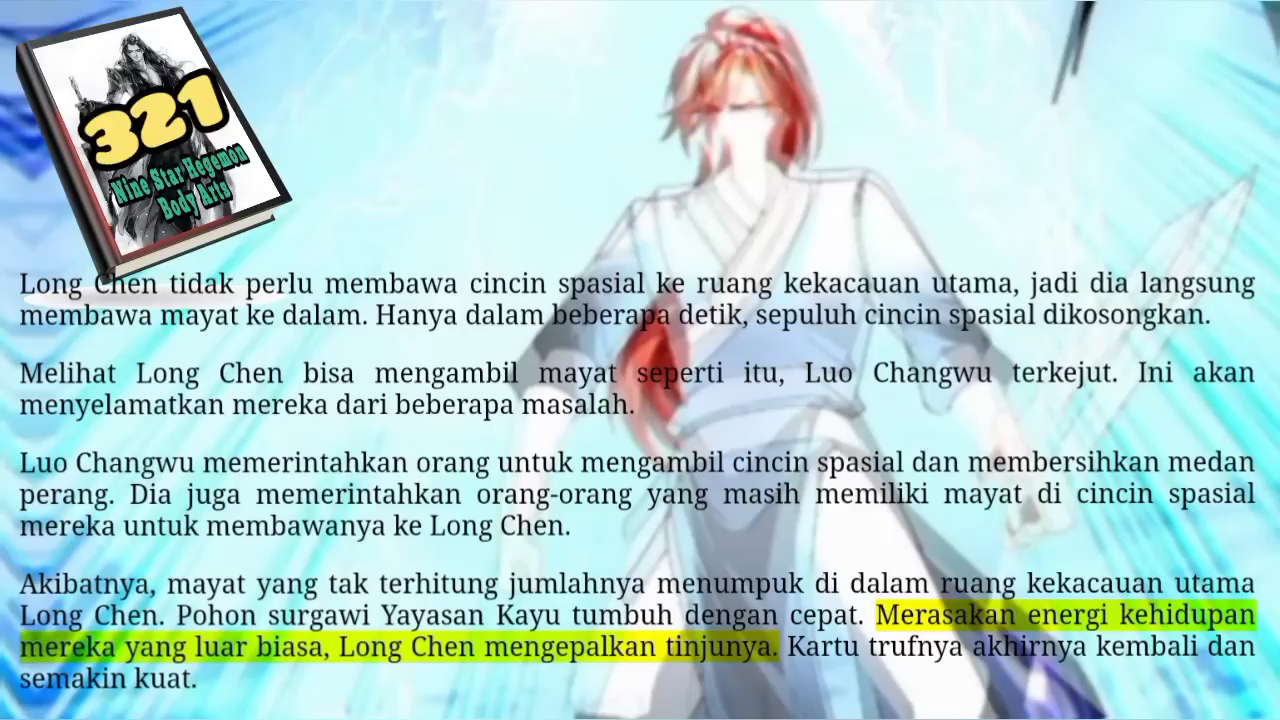 321
Nine Star Hegemon
Body Arts
Long Chen tidak perlu membawa cincin spasial ke ruang kekacauan utama, jadi dia langsung
membawa mayat ke dalam. Hanya dalam beberapa detik, sepuluh cincin spasial dikosongkan.
Melihat Long Chen bisa mengambil mayat seperti itu, Luo Changwu terkejut. Ini akan
menyelamatkan mereka dari beberapa masalah.
Luo Changwu memerintahkan orang untuk mengambil cincin spasial dan membersihkan medan
perang. Dia juga memerintahkan orang-orang yang masih memiliki mayat di cincin spasial
mereka untuk membawanya ke Long Chen.
Akibatnya, mayat yang tak terhitung jumlahnya menumpuk di dalam ruang kekacauan utama
Long Chen. Pohon surgawi Yayasan Kayu tumbuh dengan cepat. Merasakan energi kehidupan
mereka yang luar biasa, Long Chen mengepalkan tinjunya. Kartu trufnya akhirnya kembali dan
semakin kuat.